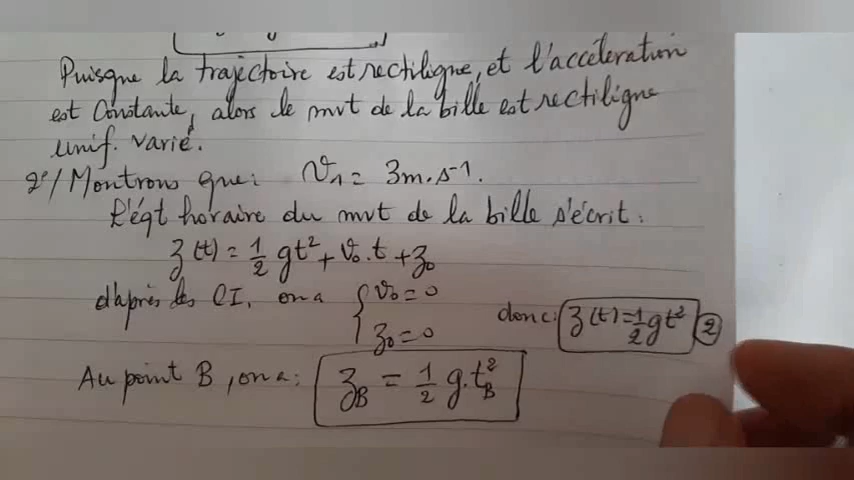 Puisque la trajectoire est rectiligne, et l'accéleration
est Constante, alors le mvt de la bille est rectiligne
unif. varié.
2°/ Montrons que: V₁ = 3m.s⁻¹.
l'éqt horaire du mvt de la bille s'écrit :
z(t) = 1/2 gt² + V₀.t + z₀
d'après les CI, on a { V₀ = 0
z₀ = 0
donc: z(t) = 1/2 gt² (2)
Au point B, on a: z_B = 1/2 g.t_B²